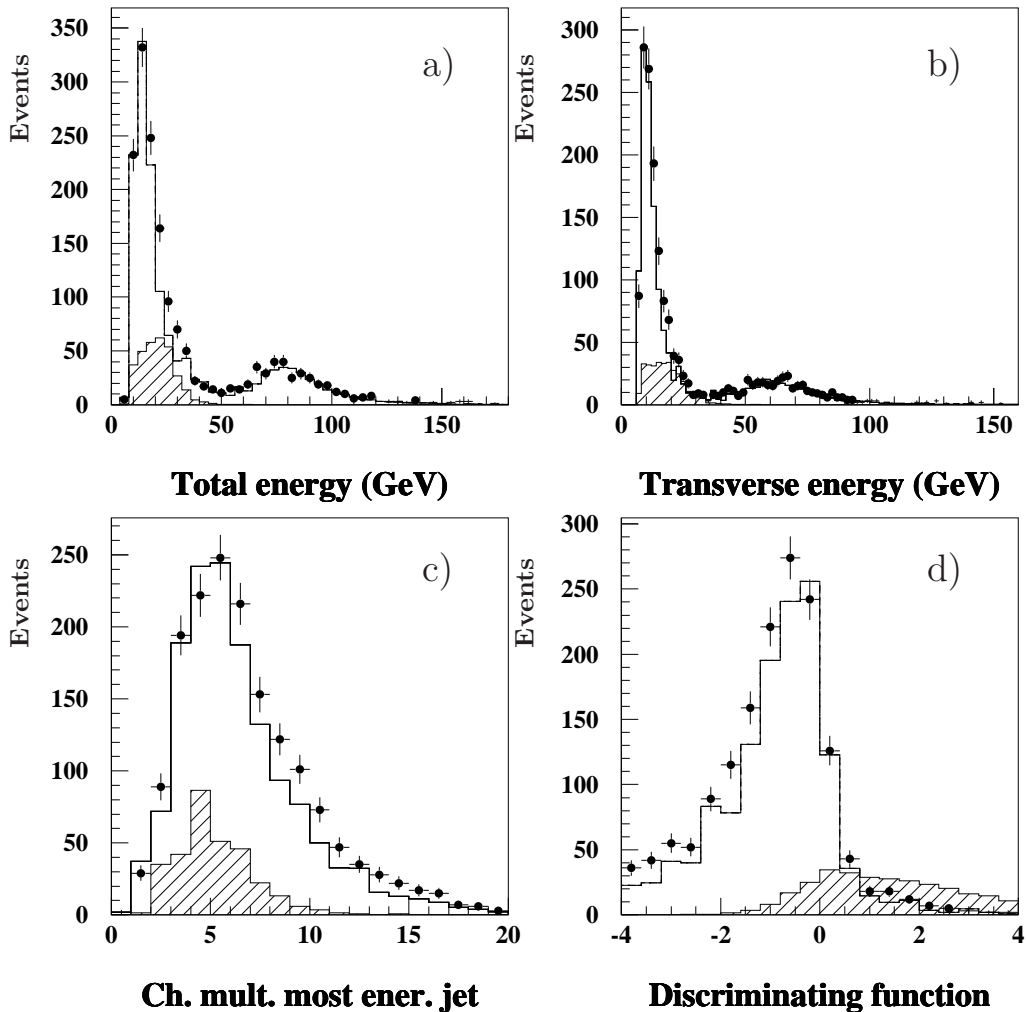 a)
b)
Events
350
300
250
200
150
100
50
0
0 50 100 150
Total energy (GeV)
Events
300
250
200
150
100
50
0
0 50 100 150
Transverse energy (GeV)
c)
d)
Events
250
200
150
100
50
0
0 5 10 15 20
Ch. mult. most ener. jet
Events
300
250
200
150
100
50
0
-4 -2 0 2 4
Discriminating function